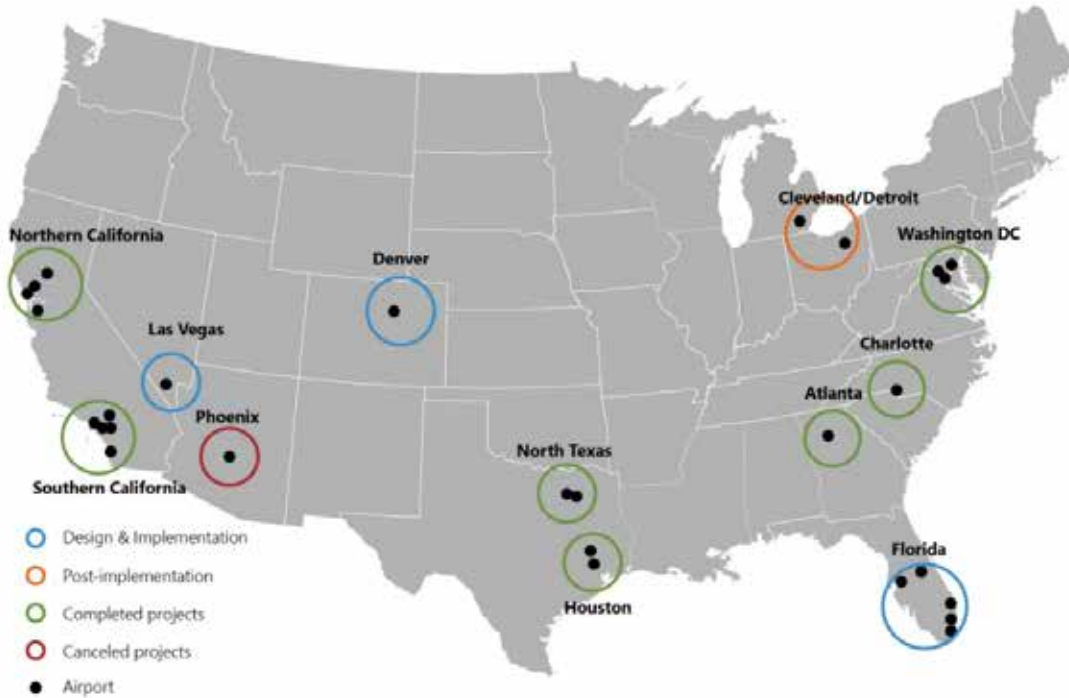 Cleveland/Detroit
Washington DC
Northern California
Denver
Las Vegas
Charlotte
Atlanta
Phoenix
North Texas
Southern California
Florida
Houston
Design & Implementation
Post-implementation
Completed projects
Canceled projects
Airport